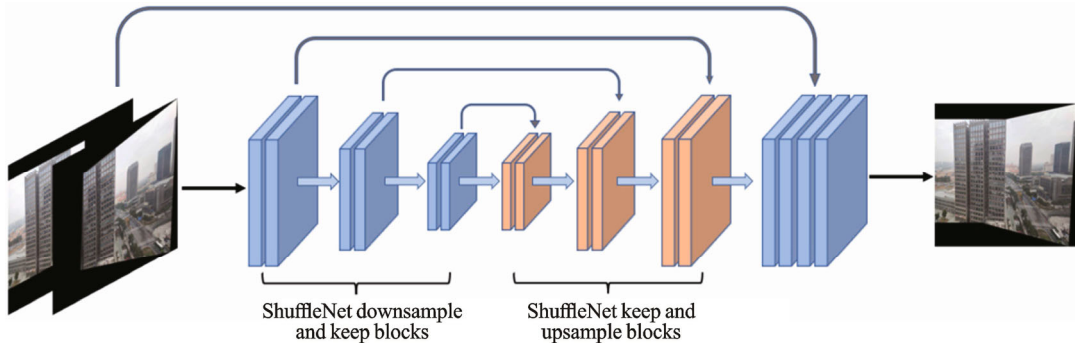 ShuffleNet downsample
and keep blocks
ShuffleNet keep and
upsample blocks